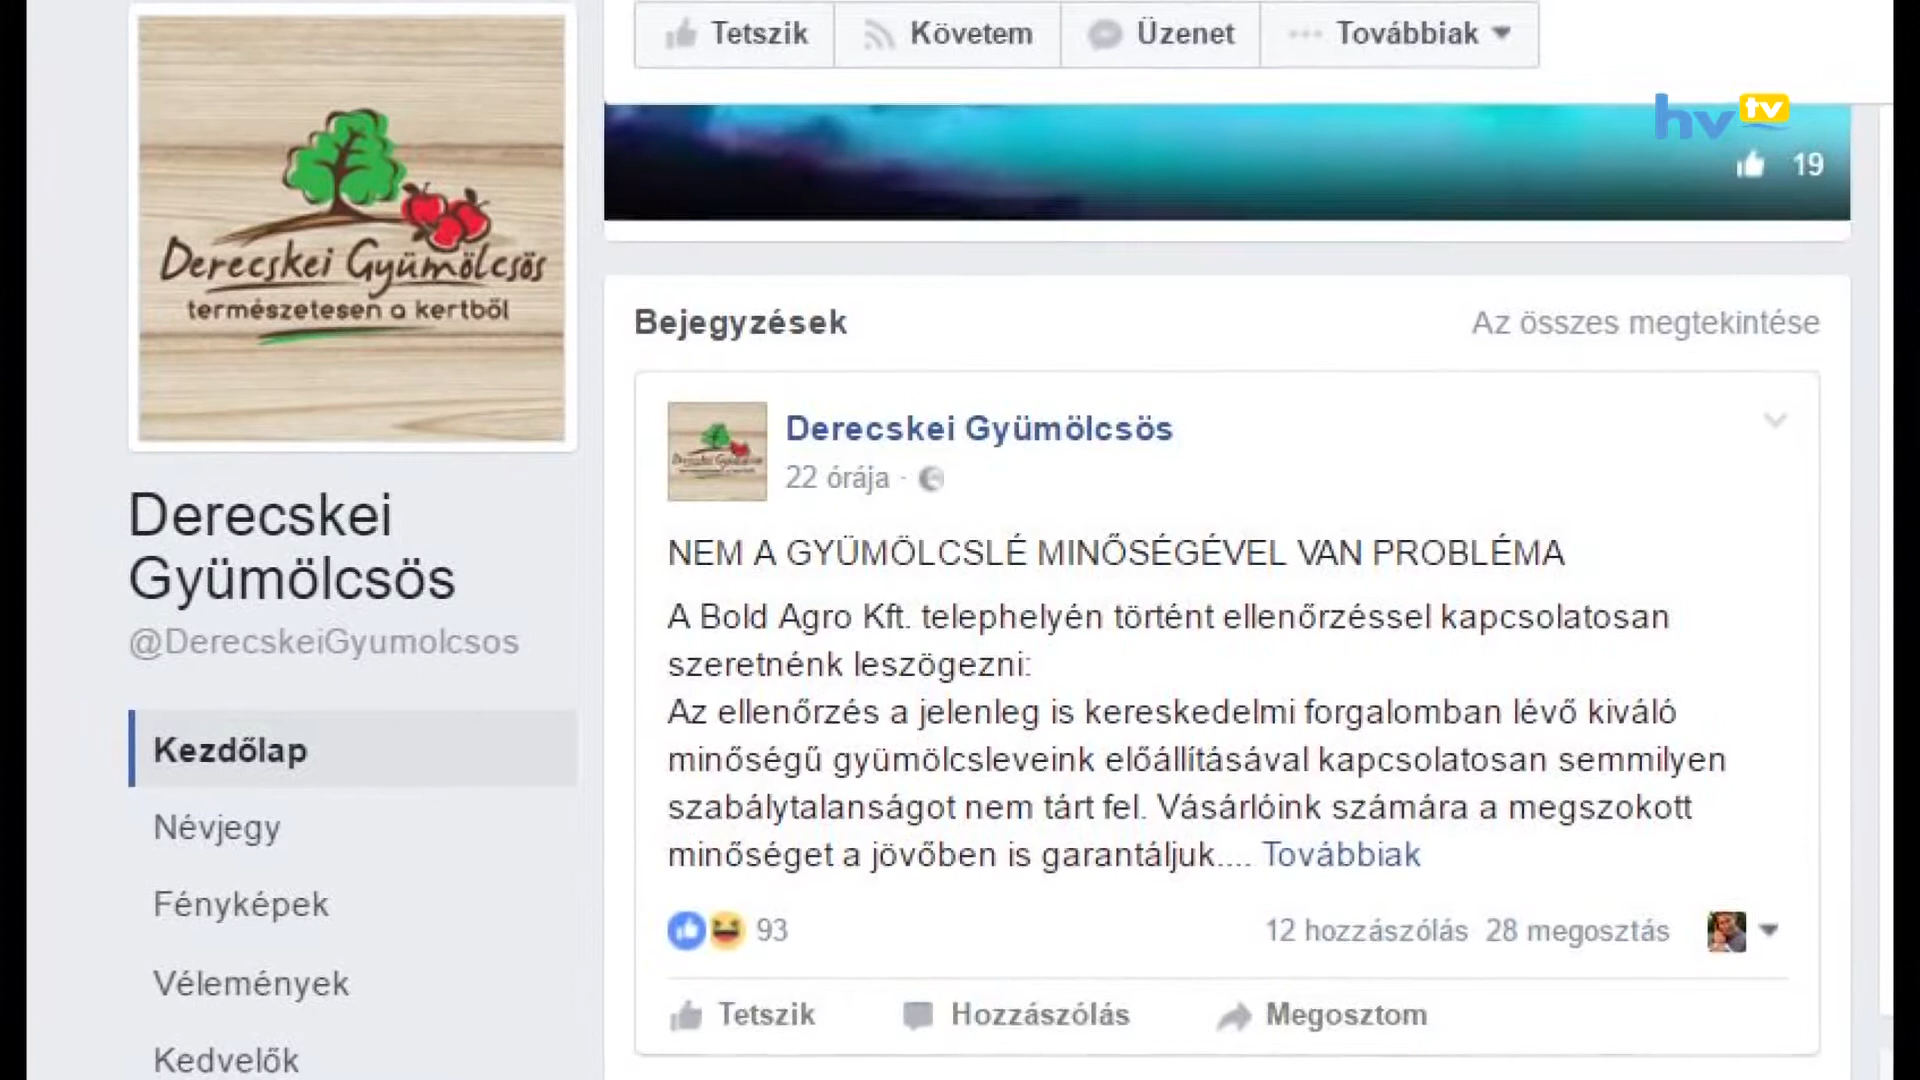 Tetszik
Követem
Üzenet
Továbbiak
hv tv
19
Derecskei Gyümölcsös
természetesen a kertből
Derecskei
Gyümölcsös
@DerecskeiGyumolcsos
Kezdőlap
Névjegy
Fényképek
Vélemények
Kedvelők
Bejegyzések
Az összes megtekintése
Derecskei Gyümölcsös
22 órája ·
NEM A GYÜMÖLCSLÉ MINŐSÉGÉVEL VAN PROBLÉMA
A Bold Agro Kft. telephelyén történt ellenőrzéssel kapcsolatosan
szeretnénk leszögezni:
Az ellenőrzés a jelenleg is kereskedelmi forgalomban lévő kiváló
minőségű gyümölcsleveink előállításával kapcsolatosan semmilyen
szabálytalanságot nem tárt fel. Vásárlóink számára a megszokott
minőséget a jövőben is garantáljuk.... Továbbiak
93
12 hozzászólás 28 megosztás
Tetszik
Hozzászólás
Megosztom